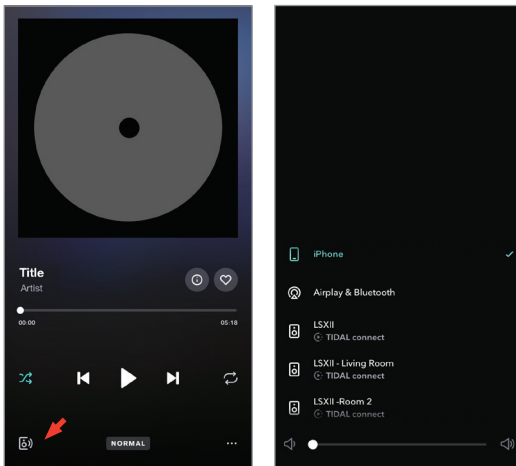 Title
Artist
00:00 05:18
NORMAL
iPhone
Airplay & Bluetooth
LSXII
TIDAL connect
LSXII - Living Room
TIDAL connect
LSXII -Room 2
TIDAL connect